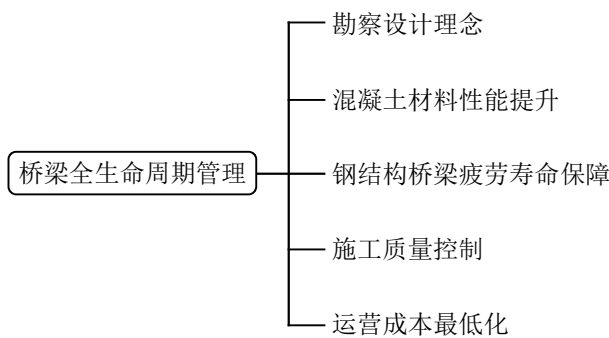 桥梁全生命周期管理
勘察设计理念
混凝土材料性能提升
钢结构桥梁疲劳寿命保障
施工质量控制
运营成本最低化